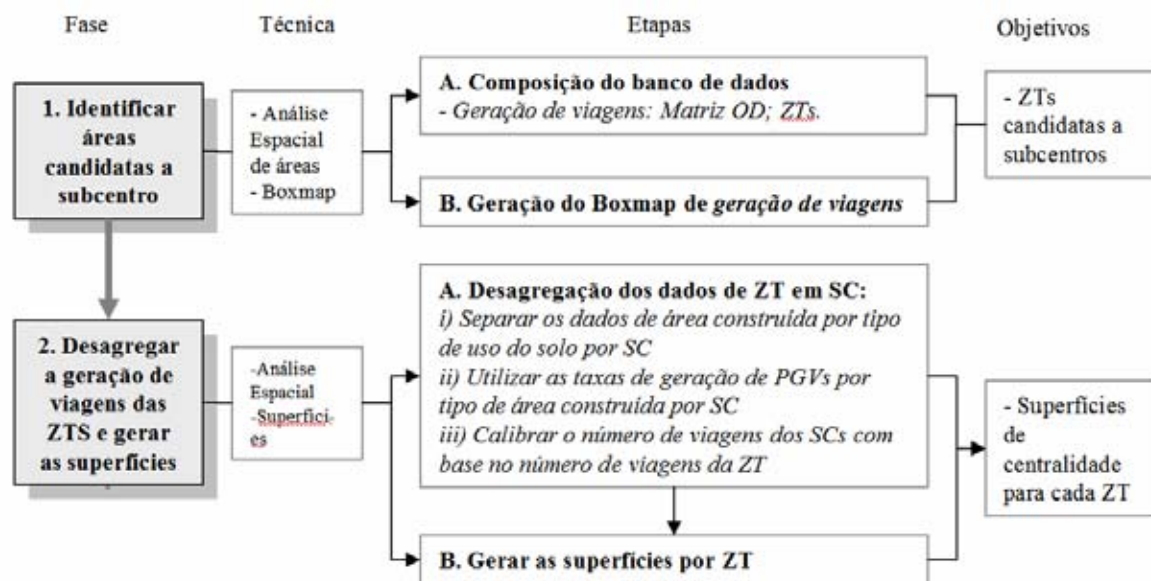 Fase
Técnica
Etapas
Objetivos
1. Identificar
áreas
candidatas a
subcentro
- Análise
Espacial
de áreas
- Boxmap
A. Composição do banco de dados
- Geração de viagens: Matriz OD; ZTs.
B. Geração do Boxmap de geração de viagens
- ZTs
candidatas a
subcentros
2. Desagregar
a geração de
viagens das
ZTS e gerar
as superfícies
-Análise
Espacial
-Superfíci-
es
A. Desagregação dos dados de ZT em SC:
i) Separar os dados de área construída por tipo
de uso do solo por SC
ii) Utilizar as taxas de geração de PGVs por
tipo de área construída por SC
iii) Calibrar o número de viagens dos SCs com
base no número de viagens da ZT
B. Gerar as superfícies por ZT
- Superfícies
de
centralidade
para cada ZT